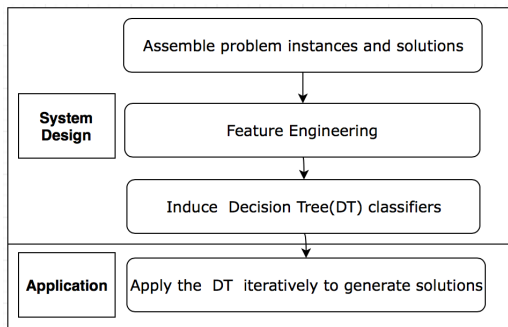 Assemble problem instances and solutions
System
Design
Feature Engineering
Induce Decision Tree(DT) classifiers
Application
Apply the DT iteratively to generate solutions